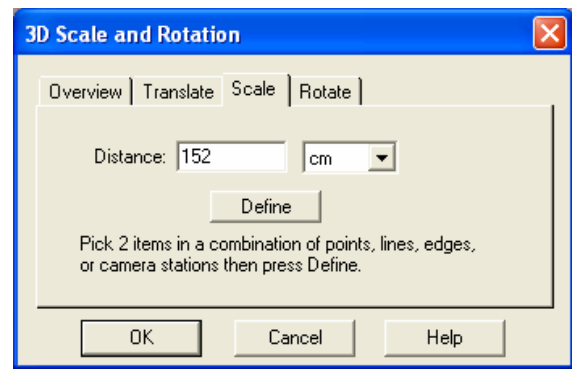 3D Scale and Rotation
Overview Translate Scale Rotate
Distance: 152 cm
Define
Pick 2 items in a combination of points, lines, edges,
or camera stations then press Define.
OK Cancel Help